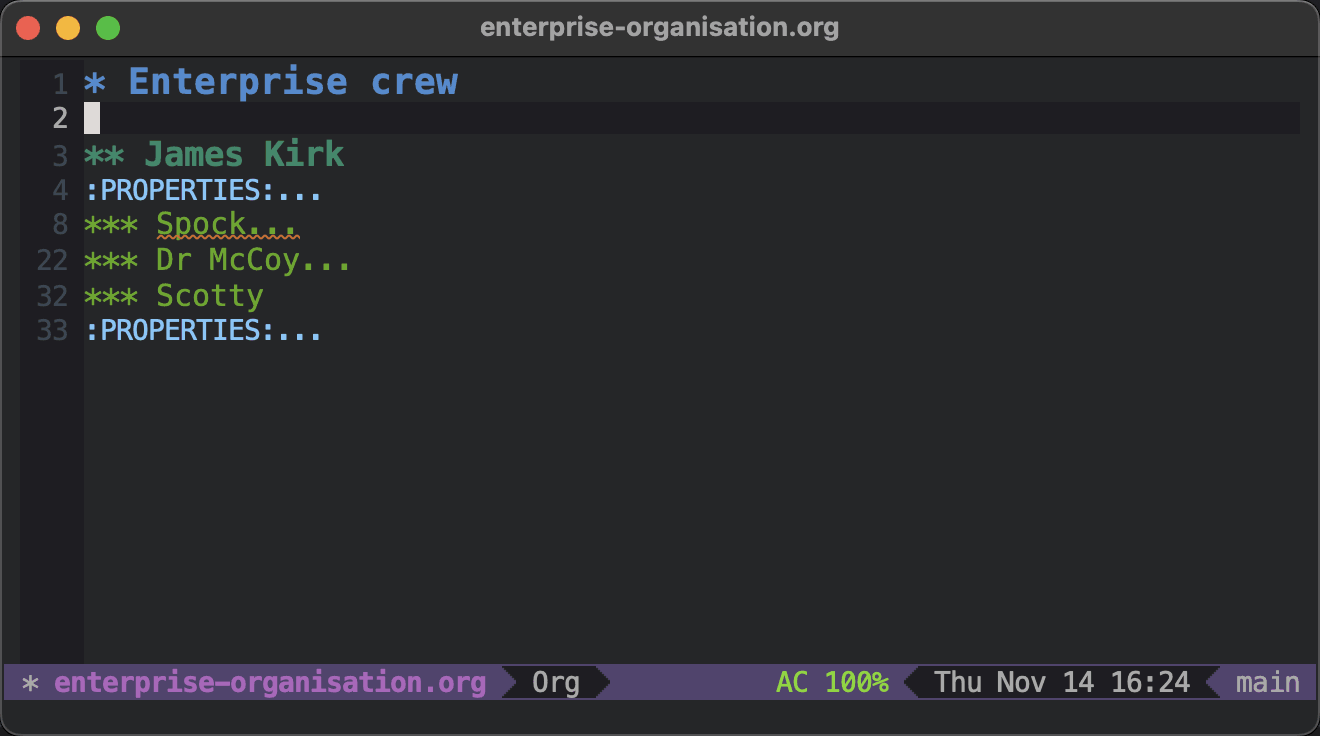 enterprise-organisation.org
1 * Enterprise crew
2
3 ** James Kirk
4 :PROPERTIES:...
8 *** Spock...
22 *** Dr McCoy...
32 *** Scotty
33 :PROPERTIES:...
* enterprise-organisation.org Org AC 100% Thu Nov 14 16:24 main